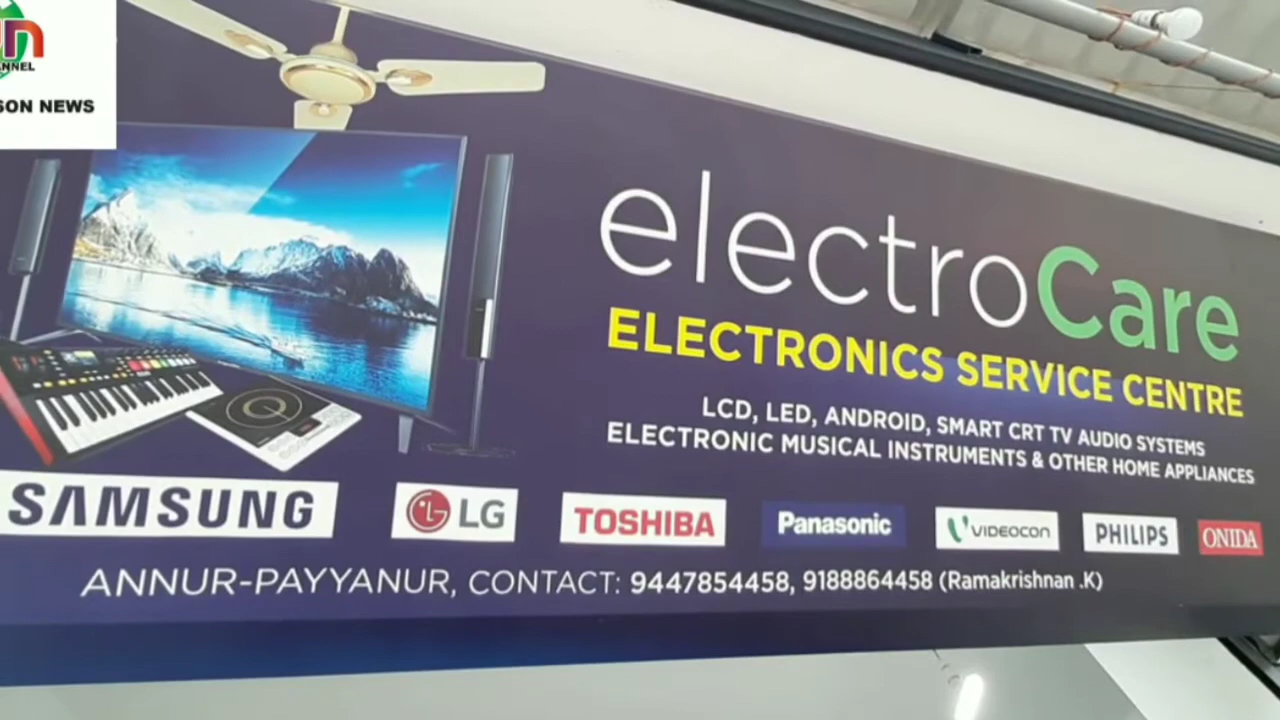 SON NEWS
electroCare
ELECTRONICS SERVICE CENTRE
LCD, LED, ANDROID, SMART CRT TV AUDIO SYSTEMS
ELECTRONIC MUSICAL INSTRUMENTS & OTHER HOME APPLIANCES
SAMSUNG LG TOSHIBA Panasonic VIDEOCON PHILIPS ONIDA
ANNUR-PAYYANUR, CONTACT: 9447854458, 9188864458 (Ramakrishnan .K)